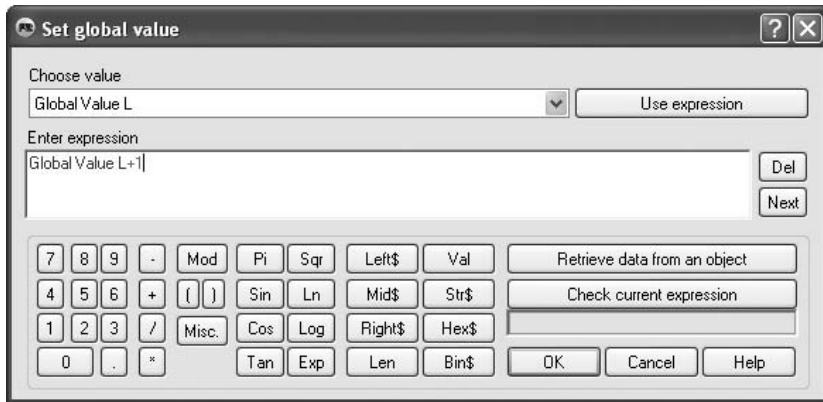 Set global value
Choose value
Global Value L
Use expression
Enter expression
Global Value L+1
Del
Next
7 8 9 - Mod Pi Sqr Left$ Val Retrieve data from an object
4 5 6 + ( ) Sin Ln Mid$ Str$ Check current expression
1 2 3 / Misc. Cos Log Right$ Hex$
0 . * Tan Exp Len Bin$ OK Cancel Help